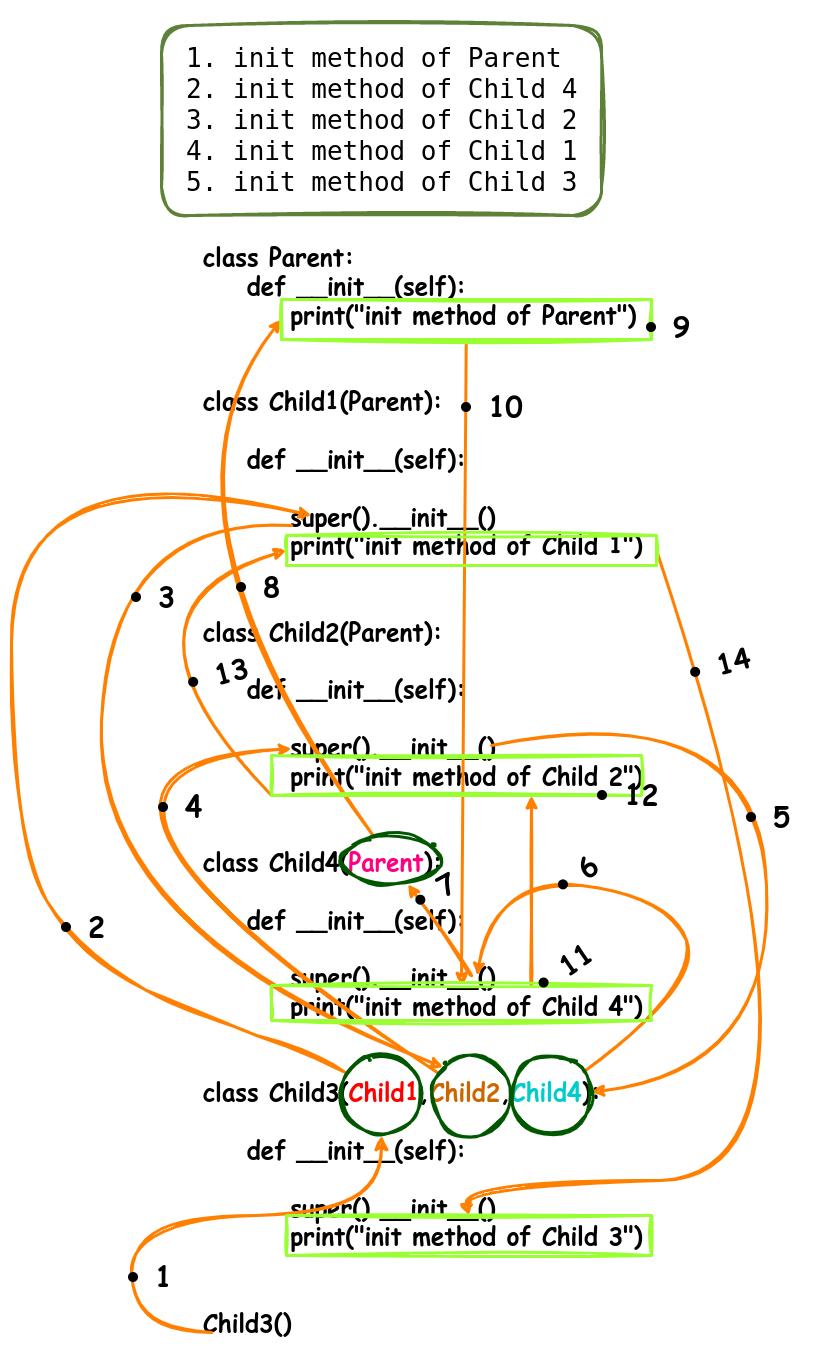 1. init method of Parent
2. init method of Child 4
3. init method of Child 2
4. init method of Child 1
5. init method of Child 3
class Parent:
def __init__(self):
print("init method of Parent")
9
class Child1(Parent):
10
def __init__(self):
super().__init__()
print("init method of Child 1")
3
8
class Child2(Parent):
13
14
def __init__(self):
super().__init__()
print("init method of Child 2")
12
4
5
class Child4(Parent):
6
7
def __init__(self):
2
super().__init__()
11
print("init method of Child 4")
class Child3(Child1,Child2,Child4):
def __init__(self):
super().__init__()
print("init method of Child 3")
1
Child3()